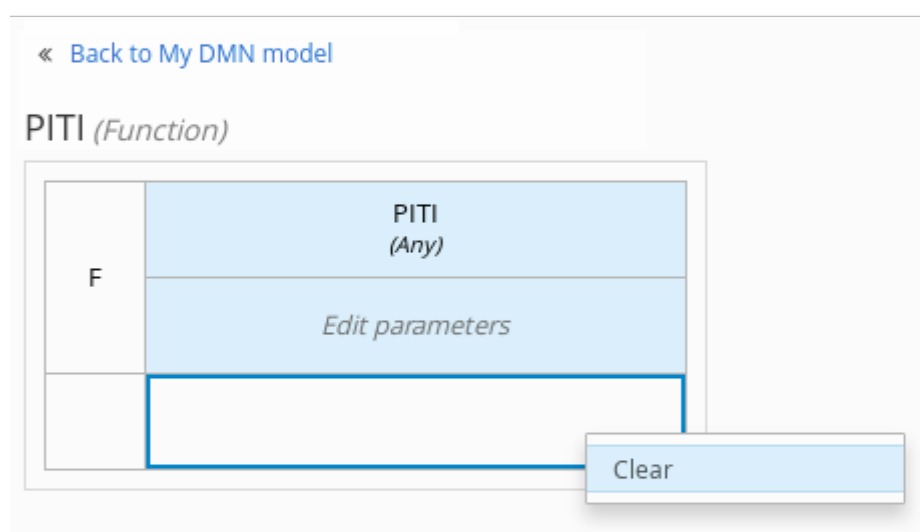 « Back to My DMN model
PITI (Function)
PITI
(Any)
F
Edit parameters
Clear